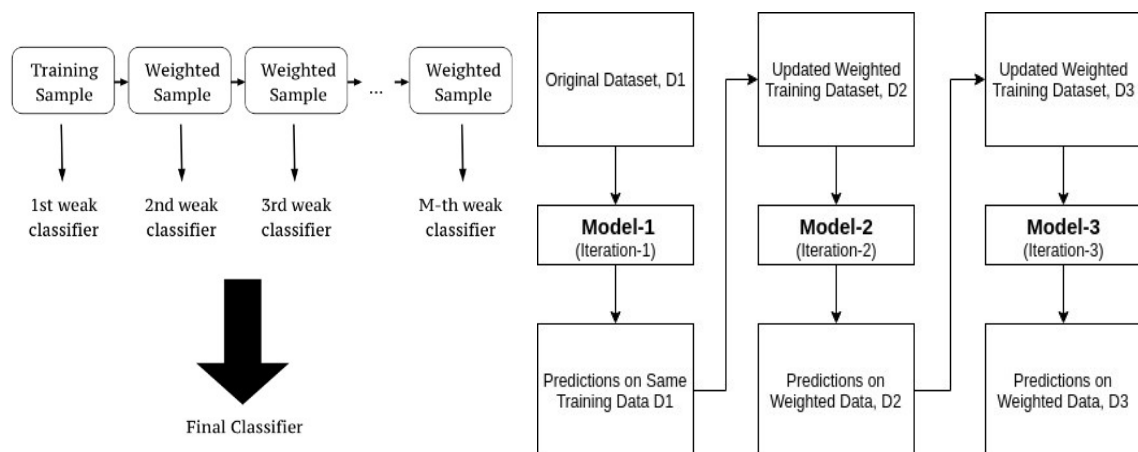 Training
Sample
Weighted
Sample
Weighted
Sample
...
Weighted
Sample
1st weak
classifier
2nd weak
classifier
3rd weak
classifier
M-th weak
classifier
Final Classifier
Original Dataset, D1
Model-1
(Iteration-1)
Predictions on Same
Training Data D1
Updated Weighted
Training Dataset, D2
Model-2
(Iteration-2)
Predictions on
Weighted Data, D2
Updated Weighted
Training Dataset, D3
Model-3
(Iteration-3)
Predictions on
Weighted Data, D3